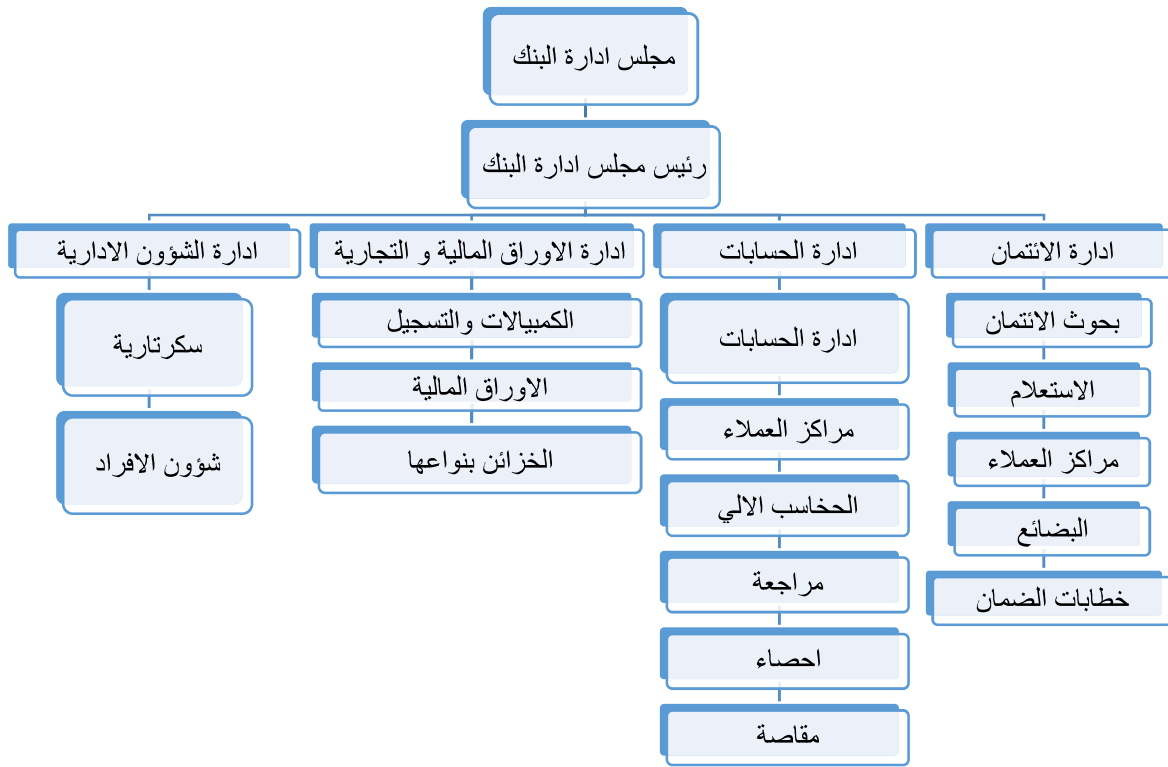 مجلس ادارة البنك
رئيس مجلس ادارة البنك
ادارة الائتمان
بحوث الائتمان
الاستعلام
مراكز العملاء
البضائع
خطابات الضمان
ادارة الحسابات
ادارة الحسابات
مراكز العملاء
الحخاسب الالي
مراجعة
احصاء
مقاصة
ادارة الاوراق المالية و التجارية
الكمبيالات والتسجيل
الاوراق المالية
الخزائن بنواعها
ادارة الشؤون الادارية
سكرتارية
شؤون الافراد